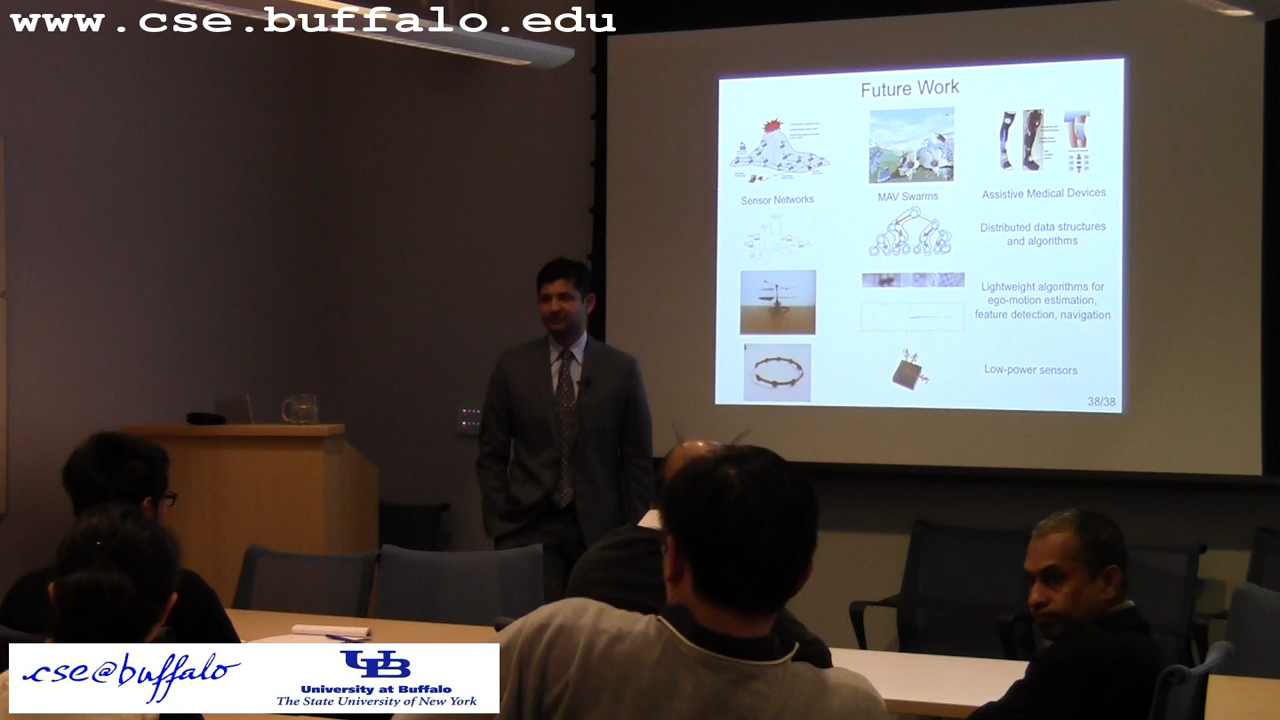 www.cse.buffalo.edu
Future Work
Sensor Networks
MAV Swarms
Assistive Medical Devices
Distributed data structures
and algorithms
Lightweight algorithms for
ego-motion estimation,
feature detection, navigation
Low-power sensors
38/38
cse@buffalo
UB
University at Buffalo
The State University of New York